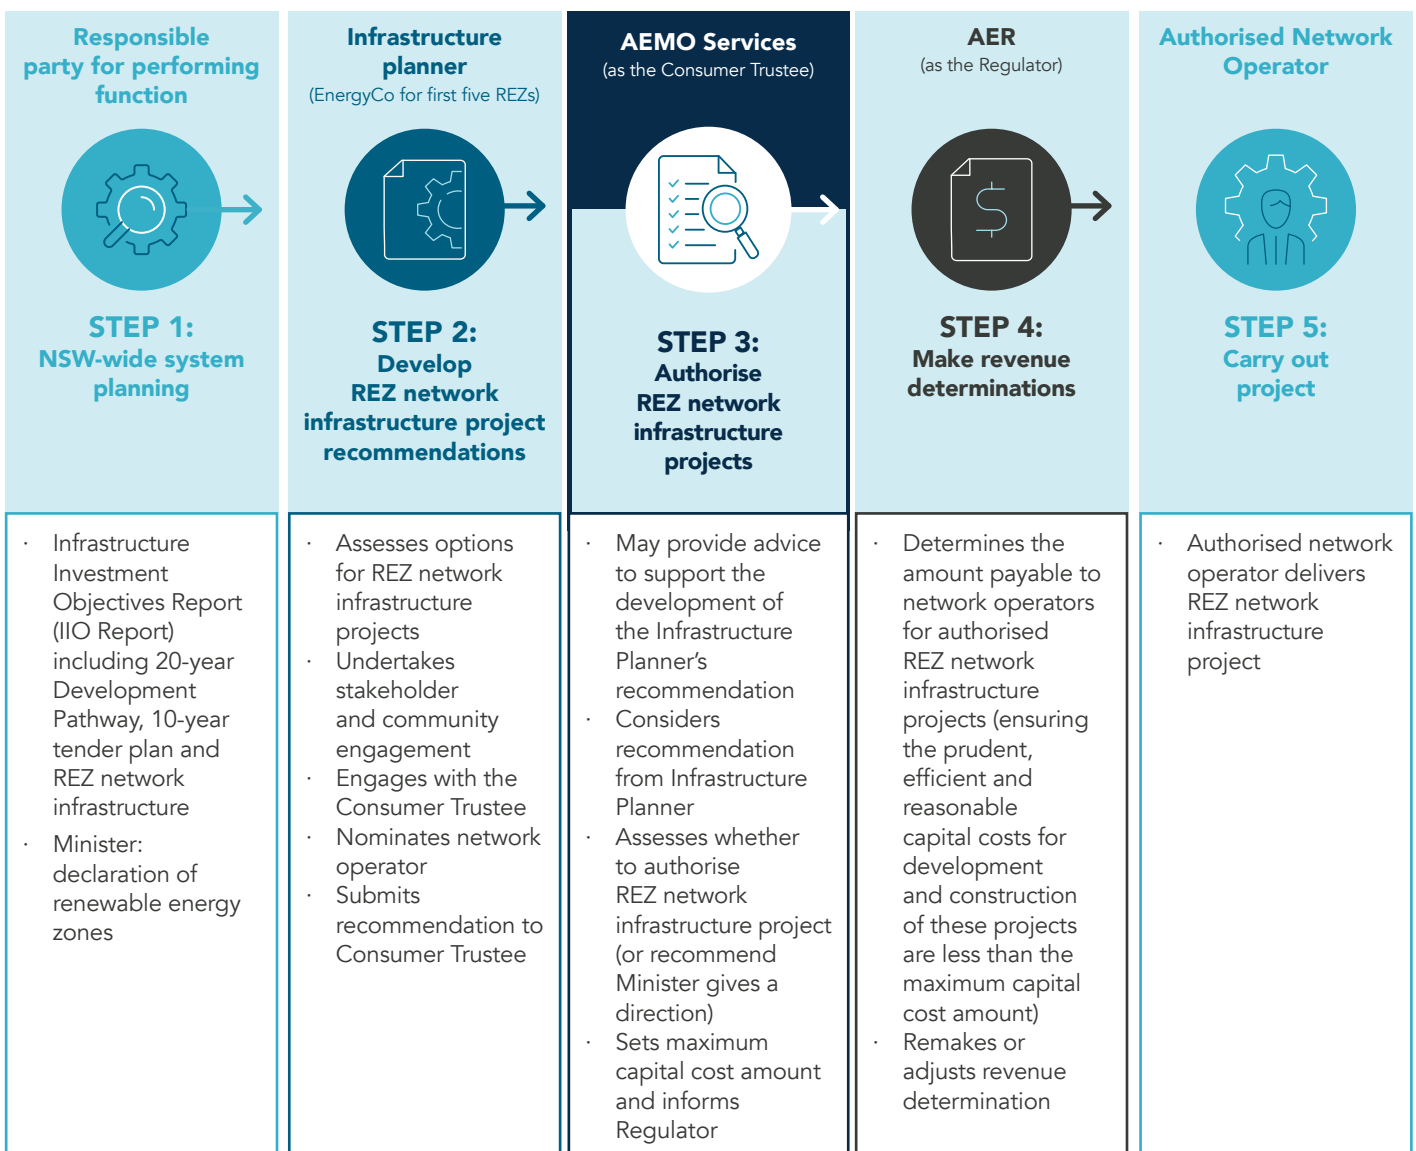 Responsible
party for performing
function
STEP 1:
NSW-wide system
planning
· Infrastructure
Investment
Objectives Report
(IIO Report)
including 20-year
Development
Pathway, 10-year
tender plan and
REZ network
infrastructure
· Minister:
declaration of
renewable energy
zones
Infrastructure
planner
(EnergyCo for first five REZs)
STEP 2:
Develop
REZ network
infrastructure project
recommendations
· Assesses options
for REZ network
infrastructure
projects
· Undertakes
stakeholder
and community
engagement
· Engages with the
Consumer Trustee
· Nominates network
operator
· Submits
recommendation to
Consumer Trustee
AEMO Services
(as the Consumer Trustee)
STEP 3:
Authorise
REZ network
infrastructure
projects
· May provide advice
to support the
development of
the Infrastructure
Planner’s
recommendation
· Considers
recommendation
from Infrastructure
Planner
· Assesses whether
to authorise
REZ network
infrastructure project
(or recommend
Minister gives a
direction)
· Sets maximum
capital cost amount
and informs
Regulator
AER
(as the Regulator)
STEP 4:
Make revenue
determinations
· Determines the
amount payable to
network operators
for authorised
REZ network
infrastructure
projects (ensuring
the prudent,
efficient and
reasonable
capital costs for
development
and construction
of these projects
are less than the
maximum capital
cost amount)
· Remakes or
adjusts revenue
determination
Authorised Network
Operator
STEP 5:
Carry out
project
· Authorised network
operator delivers
REZ network
infrastructure
project